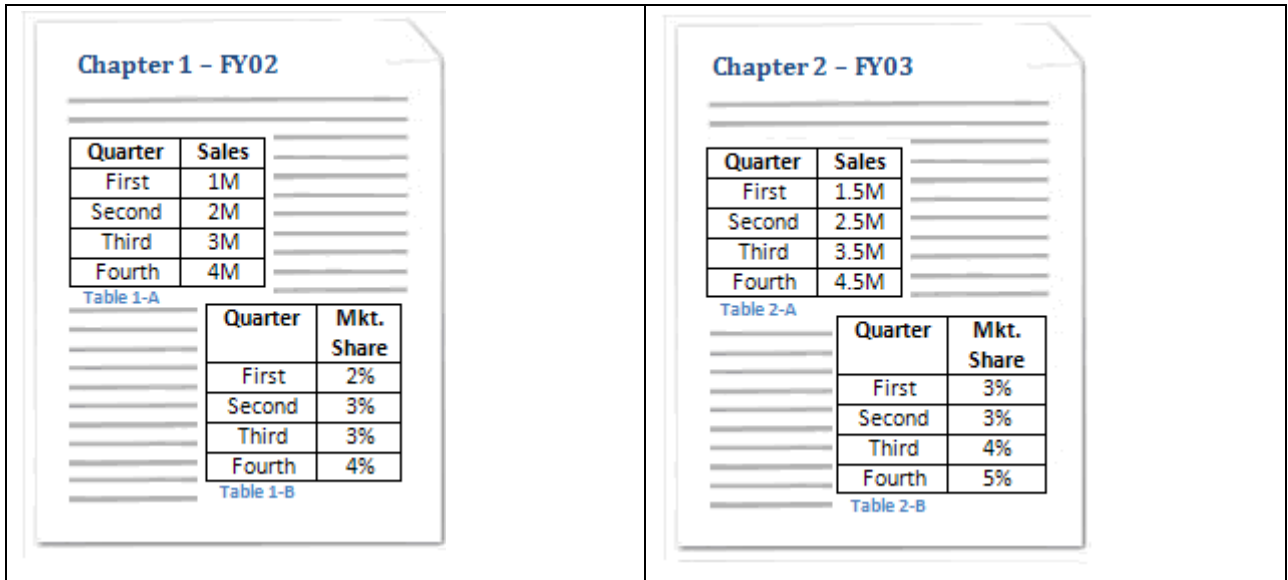 Chapter 1 – FY02
Quarter Sales
First 1M
Second 2M
Third 3M
Fourth 4M
Table 1-A
Quarter Mkt.
Share
First 2%
Second 3%
Third 3%
Fourth 4%
Table 1-B
Chapter 2 – FY03
Quarter Sales
First 1.5M
Second 2.5M
Third 3.5M
Fourth 4.5M
Table 2-A
Quarter Mkt.
Share
First 3%
Second 3%
Third 4%
Fourth 5%
Table 2-B